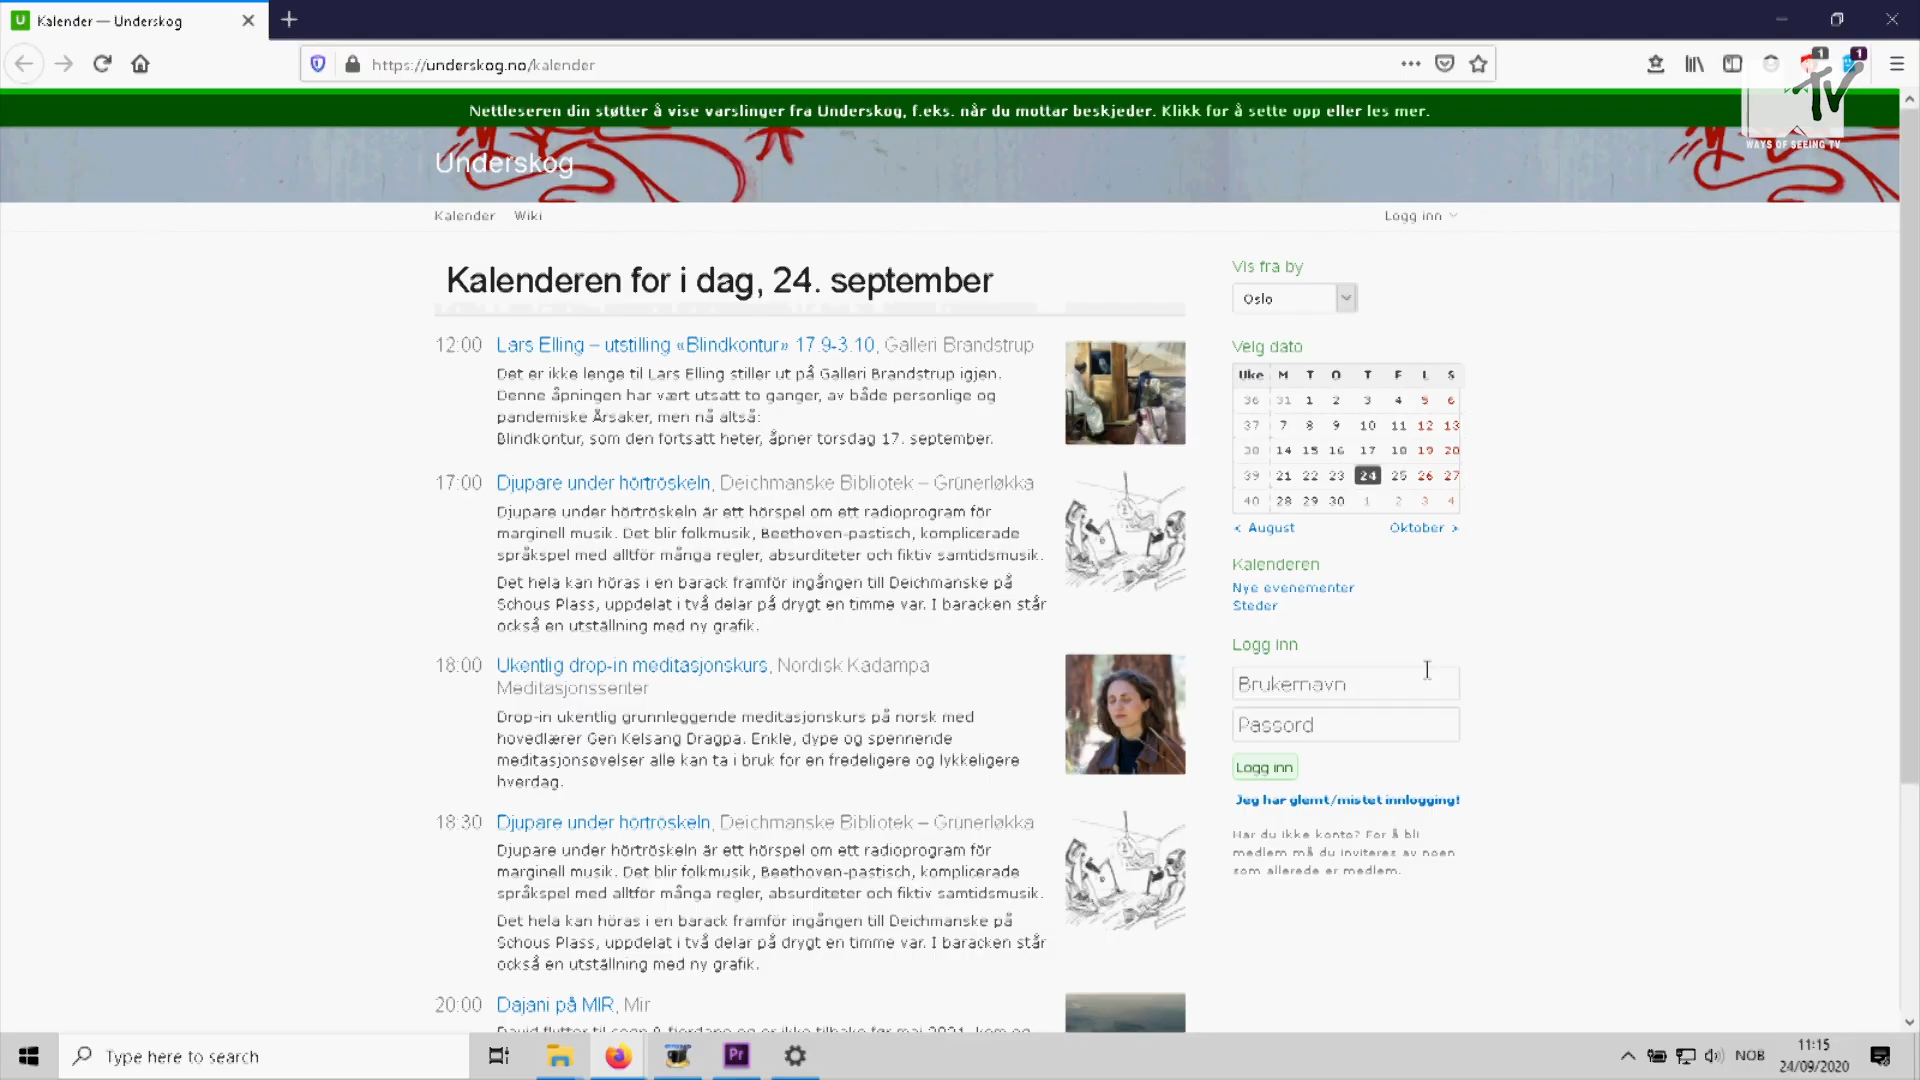 Kalender — Underskog
https://underskog.no/kalender
1
1
TV
WAYS OF SEEING TV
Nettleseren din støtter å vise varslinger fra Underskog, f.eks. når du mottar beskjeder. Klikk for å sette opp eller les mer.
Underskog
Kalender Wiki
Logg inn
Kalenderen for i dag, 24. september
12:00 Lars Elling – utstilling «Blindkontur» 17.9-3.10, Galleri Brandstrup
Det er ikke lenge til Lars Elling stiller ut på Galleri Brandstrup igjen.
Denne åpningen har vært utsatt to ganger, av både personlige og
pandemiske Årsaker, men nå altså:
Blindkontur, som den fortsatt heter, åpner torsdag 17. september.
17:00 Djupare under hörtröskeln, Deichmanske Bibliotek – Grünerløkka
Djupare under hörtröskeln är ett hörspel om ett radioprogram för
marginell musik. Det blir folkmusik, Beethoven-pastisch, komplicerade
språkspel med alltför många regler, absurditeter och fiktiv samtidsmusik.
Det hela kan höras i en barack framför ingången till Deichmanske på
Schous Plass, uppdelat i två delar på drygt en timme var. I baracken står
också en utställning med ny grafik.
18:00 Ukentlig drop-in meditasjonskurs, Nordisk Kadampa
Meditasjonssenter
Drop-in ukentlig grunnleggende meditasjonskurs på norsk med
hovedlærer Gen Kelsang Dragpa. Enkle, dype og spennende
meditasjonsøvelser alle kan ta i bruk for en fredeligere og lykkeligere
hverdag.
18:30 Djupare under hörtröskeln, Deichmanske Bibliotek – Grünerløkka
Djupare under hörtröskeln är ett hörspel om ett radioprogram för
marginell musik. Det blir folkmusik, Beethoven-pastisch, komplicerade
språkspel med alltför många regler, absurditeter och fiktiv samtidsmusik.
Det hela kan höras i en barack framför ingången till Deichmanske på
Schous Plass, uppdelat i två delar på drygt en timme var. I baracken står
också en utställning med ny grafik.
20:00 Dajani på MIR, Mir
Vis fra by
Oslo
Velg dato
Uke M T O T F L S
36 31 1 2 3 4 5 6
37 7 8 9 10 11 12 13
38 14 15 16 17 18 19 20
39 21 22 23 24 25 26 27
40 28 29 30 1 2 3 4
< August Oktober >
Kalenderen
Nye evenementer
Steder
Logg inn
Brukernavn
Passord
Logg inn
Jeg har glemt/mistet innlogging!
Har du ikke konto? For å bli
medlem må du inviteres av noen
som allerede er medlem.
Type here to search
Pr
NOB
11:15
24/09/2020